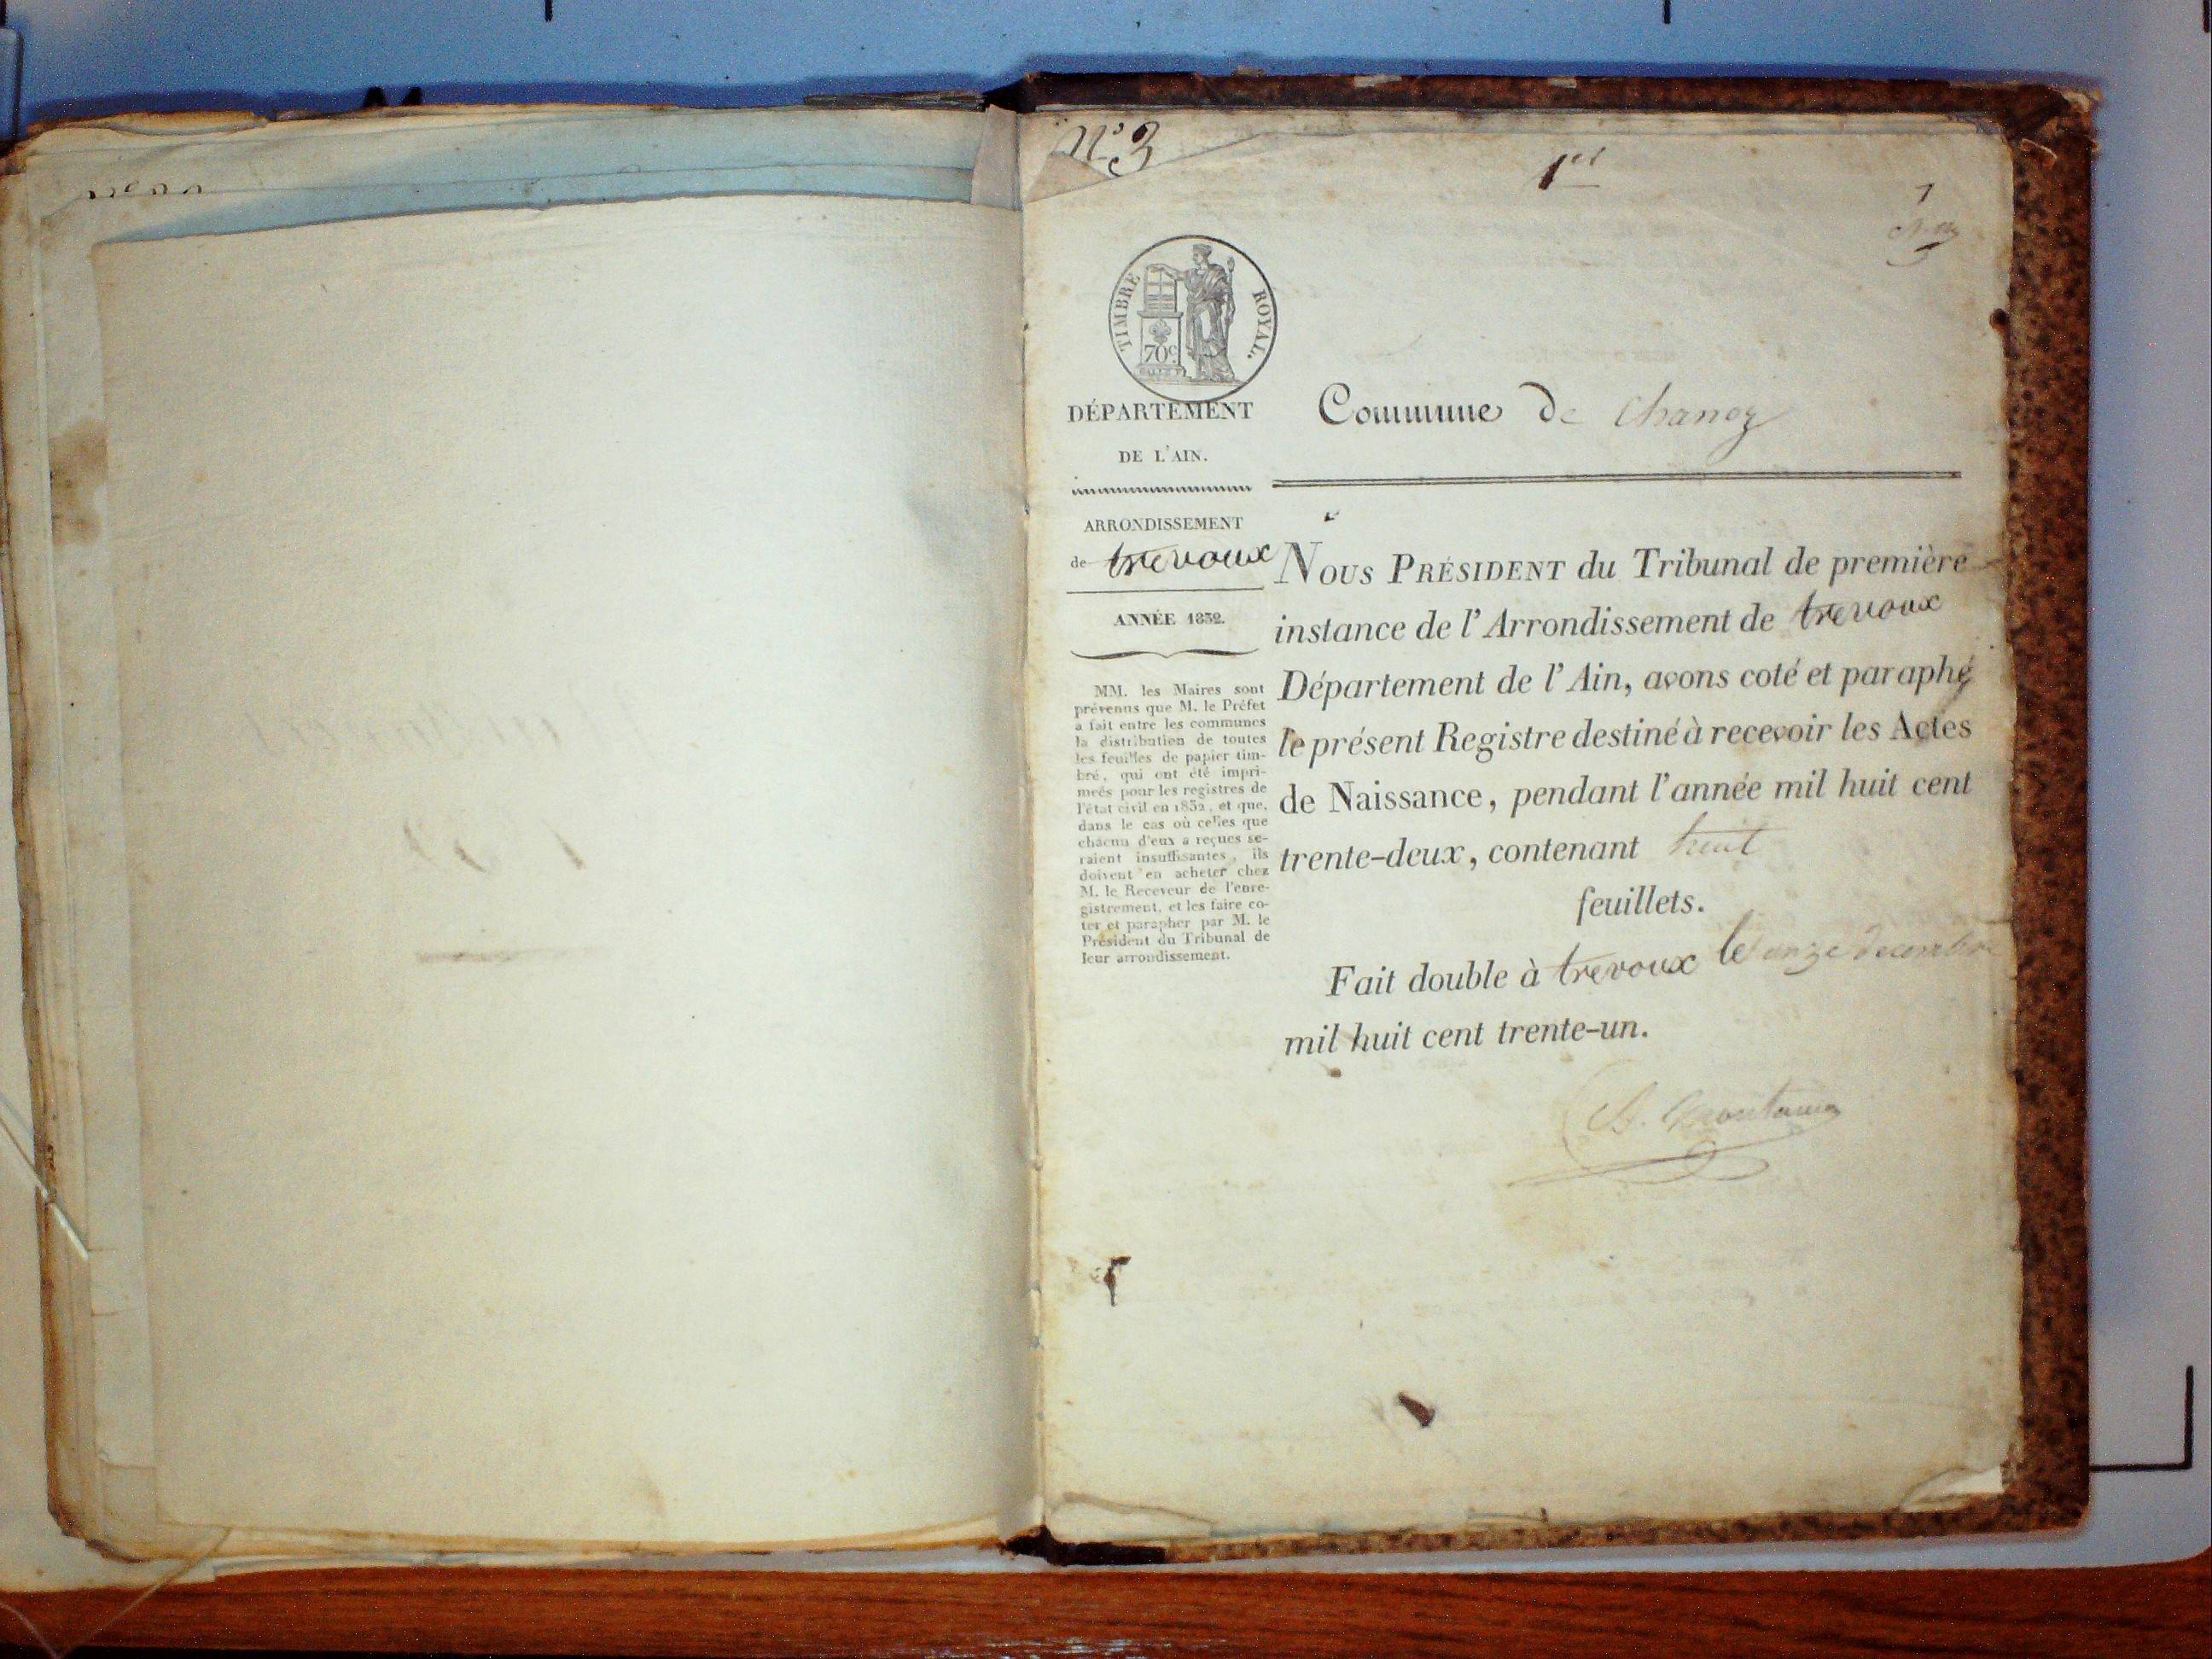 N° 3
1er
1
TIMBRE ROYAL.
70c
DÉPARTEMENT
DE L'AIN.
Commune de Chaneg
ARRONDISSEMENT
de trevoux
ANNÉE 1832.
MM. les Maires sont
prévenus que M. le Préfet
a fait entre les communes
la distribution de toutes
les feuilles de papier tim-
bré, qui ont été impri-
meés pour les registres de
l'état civil en 1832, et que,
dans le cas où celles que
chacun d'eux a reçues se-
raient insuffisantes, ils
doivent en acheter chez
M. le Receveur de l'enre-
gistrement, et les faire co-
ter et parapher par M. le
Président du Tribunal de
leur arrondissement.
NOUS PRÉSIDENT du Tribunal de première
instance de l'Arrondissement de trevoux
Département de l'Ain, avons coté et paraphé
le présent Registre destiné à recevoir les Actes
de Naissance, pendant l'année mil huit cent
trente-deux, contenant huit
feuillets.
Fait double à trevoux le onze decembre
mil huit cent trente-un.